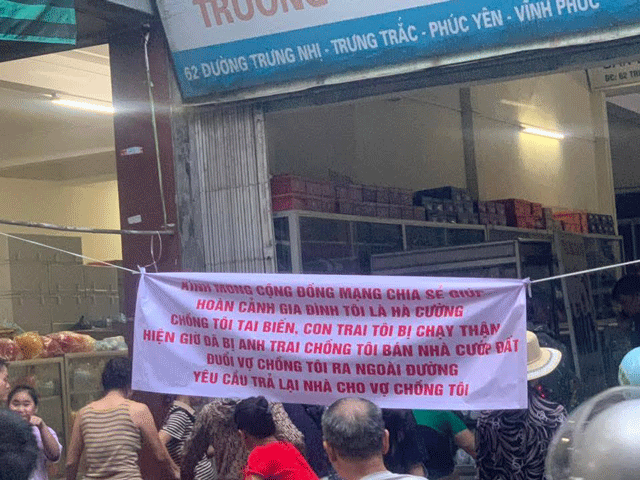 TRƯỜNG
62 ĐƯỜNG TRƯNG NHỊ - TRƯNG TRẮC - PHÚC YÊN - VĨNH PHÚC
ĐC: 62 TR
KÍNH MONG CỘNG ĐỒNG MẠNG CHIA SẺ GIÚP
HOÀN CẢNH GIA ĐÌNH TÔI LÀ HÀ CƯỜNG
CHỒNG TÔI TAI BIẾN, CON TRAI TÔI BỊ CHẠY THẬN
HIỆN GIỜ ĐÃ BỊ ANH TRAI CHỒNG TÔI BÁN NHÀ CƯỚP ĐẤT
ĐUỔI VỢ CHỒNG TÔI RA NGOÀI ĐƯỜNG
YÊU CẦU TRẢ LẠI NHÀ CHO VỢ CHỒNG TÔI